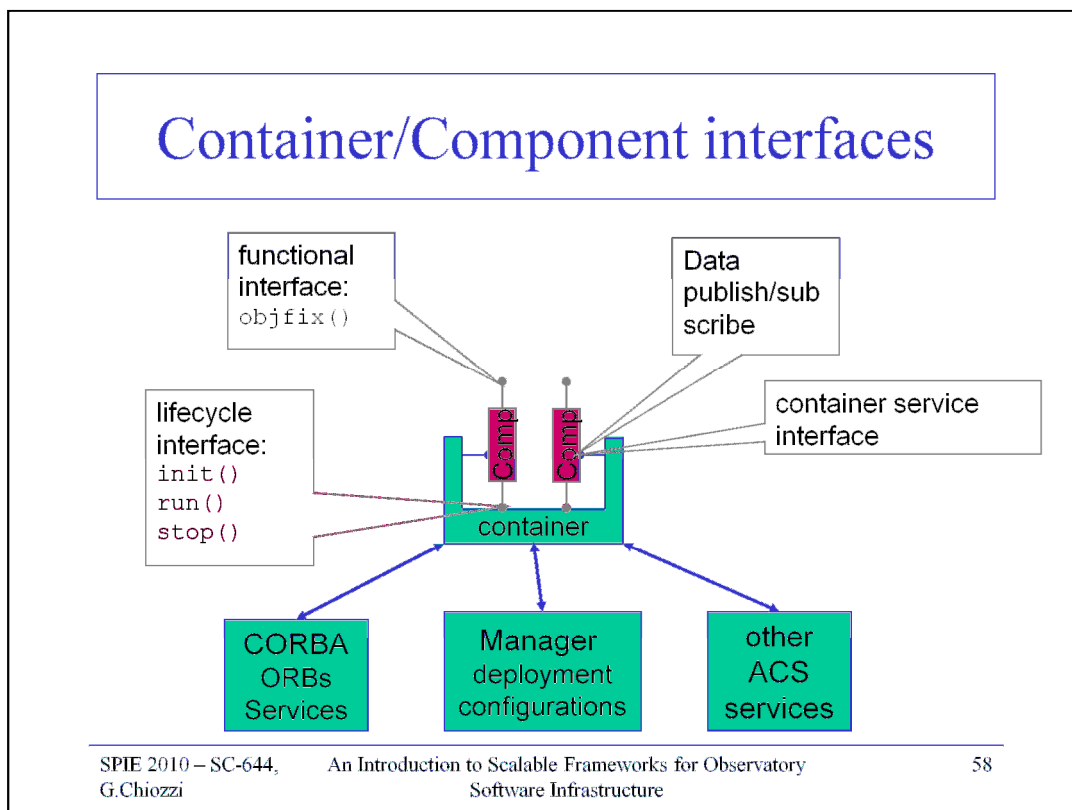 Container/Component interfaces
functional
interface:
objfix()
Data
publish/sub
scribe
lifecycle
interface:
init()
run()
stop()
container service
interface
Comp
Comp
container
CORBA
ORBs
Services
Manager
deployment
configurations
other
ACS
services
SPIE 2010 – SC-644,
G.Chiozzi
An Introduction to Scalable Frameworks for Observatory
Software Infrastructure
58